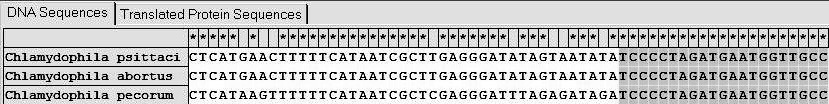 DNA Sequences Translated Protein Sequences
***** *  *************** ******* ***  *** **********************
Chlamydophila psittaci CTCATGAACTTTTTCATAATCGCTTGAGGGATATAGTAATATATCCCCTAGATGAATGGTTGCC
Chlamydophila abortus CTCATGAACTTTTTCATAATCGCTTGAGGGATATAGTAATATATCCCCTAGATGAATGGTTGCC
Chlamydophila pecorum CTCATAAGTTTTTTCATAATCGCTCGAGGGATTTAGAGATAGATCCCCTAGATGAATGGTTGCC